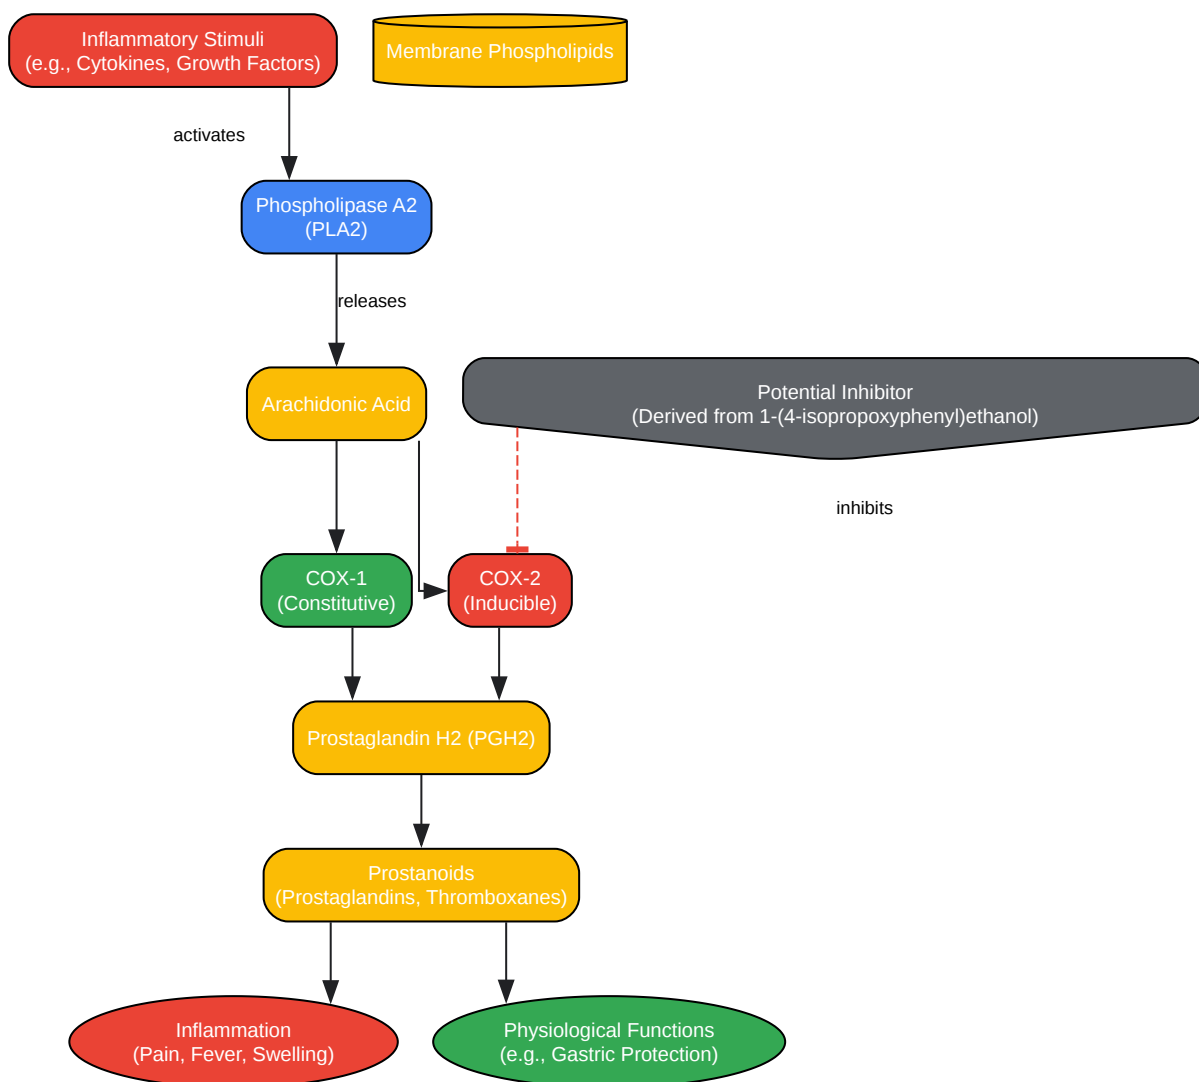 Inflammatory Stimuli
(e.g., Cytokines, Growth Factors)
Membrane Phospholipids
activates
Phospholipase A2
(PLA2)
releases
Arachidonic Acid
Potential Inhibitor
(Derived from 1-(4-isopropoxyphenyl)ethanol)
inhibits
COX-1
(Constitutive)
COX-2
(Inducible)
Prostaglandin H2 (PGH2)
Prostanoids
(Prostaglandins, Thromboxanes)
Inflammation
(Pain, Fever, Swelling)
Physiological Functions
(e.g., Gastric Protection)